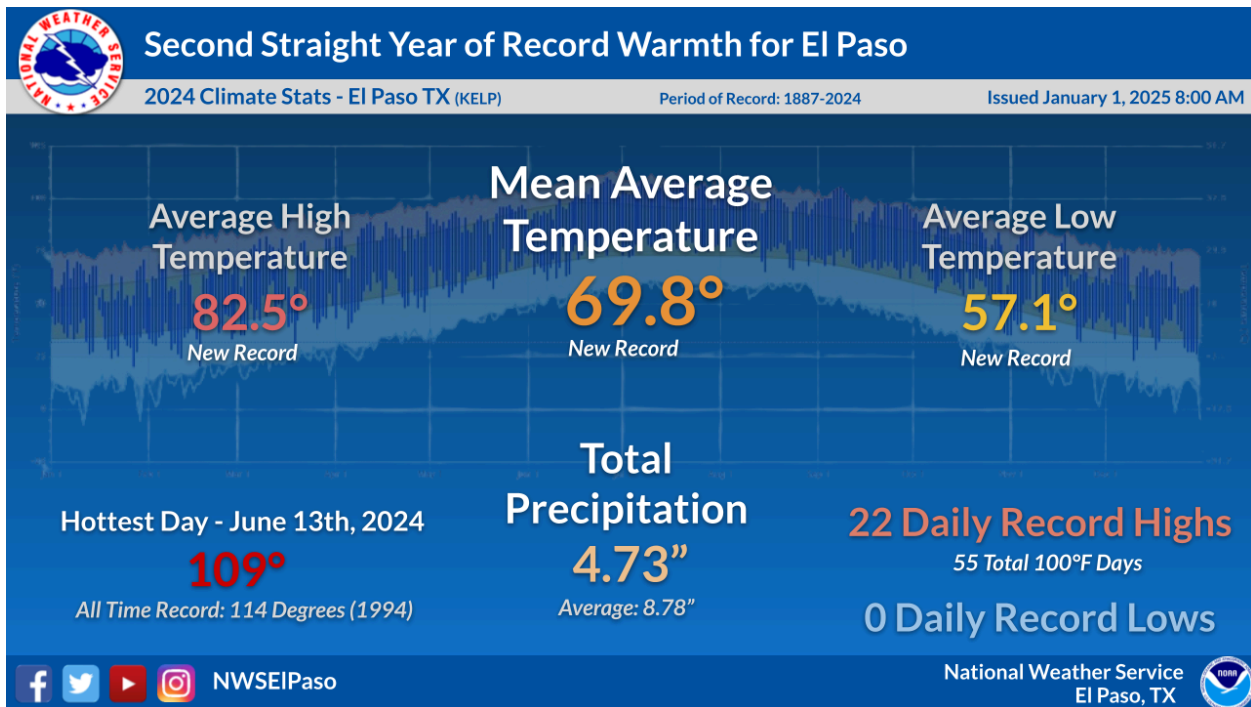 NATIONAL WEATHER SERVICE
Second Straight Year of Record Warmth for El Paso
2024 Climate Stats - El Paso TX (KELP)
Period of Record: 1887-2024
Issued January 1, 2025 8:00 AM
Average High
Temperature
82.5°
New Record
Mean Average
Temperature
69.8°
New Record
Average Low
Temperature
57.1°
New Record
Hottest Day - June 13th, 2024
109°
All Time Record: 114 Degrees (1994)
Total
Precipitation
4.73”
Average: 8.78”
22 Daily Record Highs
55 Total 100°F Days
0 Daily Record Lows
NWSElPaso
National Weather Service
El Paso, TX
NOAA